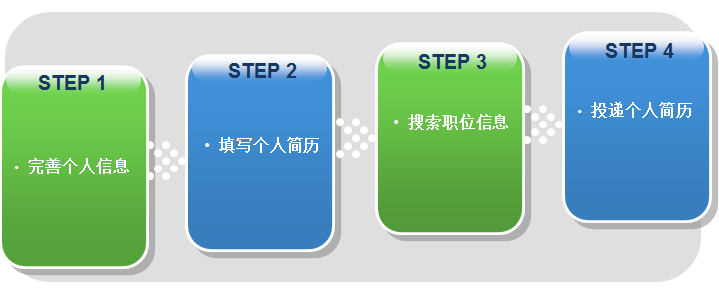 STEP 1
• 完善个人信息
STEP 2
• 填写个人简历
STEP 3
• 搜索职位信息
STEP 4
• 投递个人简历